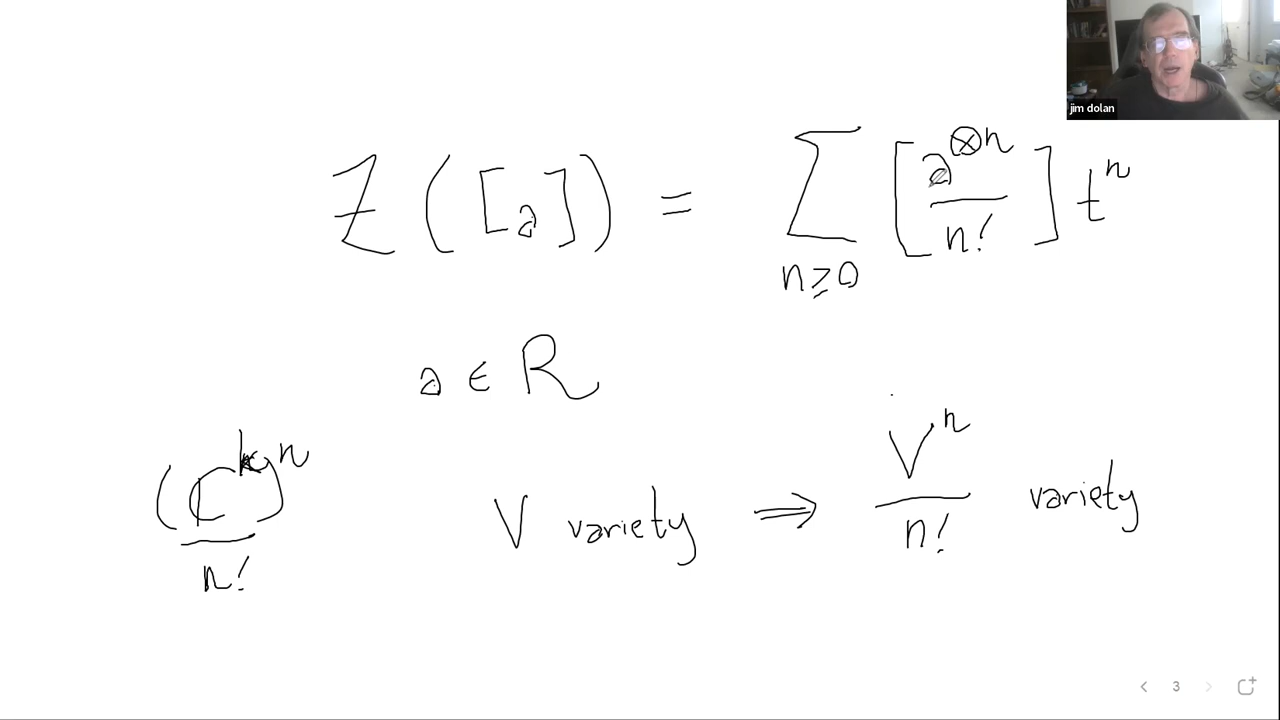 jim dolan
Z([a]) = Σ n≥0 [a^⊗n / n!] t^n
a ∈ R
(ℂ^k)^n / n!
V variety ⇒ V^n / n! variety
3